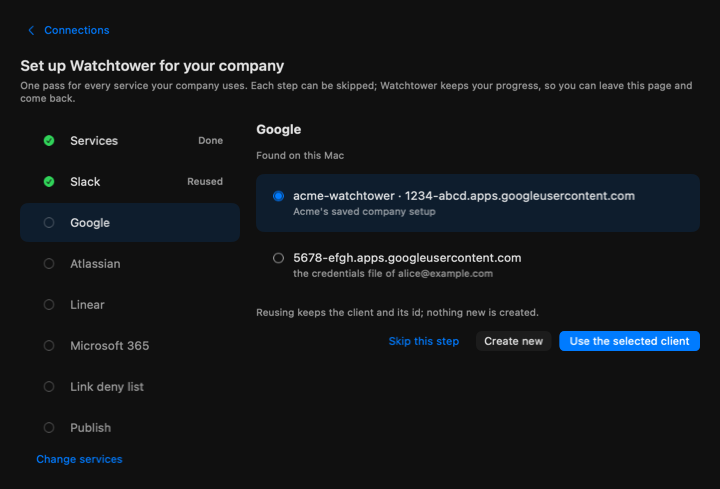 Connections
Set up Watchtower for your company
One pass for every service your company uses. Each step can be skipped; Watchtower keeps your progress, so you can leave this page and
come back.
Services Done
Slack Reused
Google
Atlassian
Linear
Microsoft 365
Link deny list
Publish
Change services
Google
Found on this Mac
acme-watchtower · 1234-abcd.apps.googleusercontent.com
Acme's saved company setup
5678-efgh.apps.googleusercontent.com
the credentials file of alice@example.com
Reusing keeps the client and its id; nothing new is created.
Skip this step Create new Use the selected client